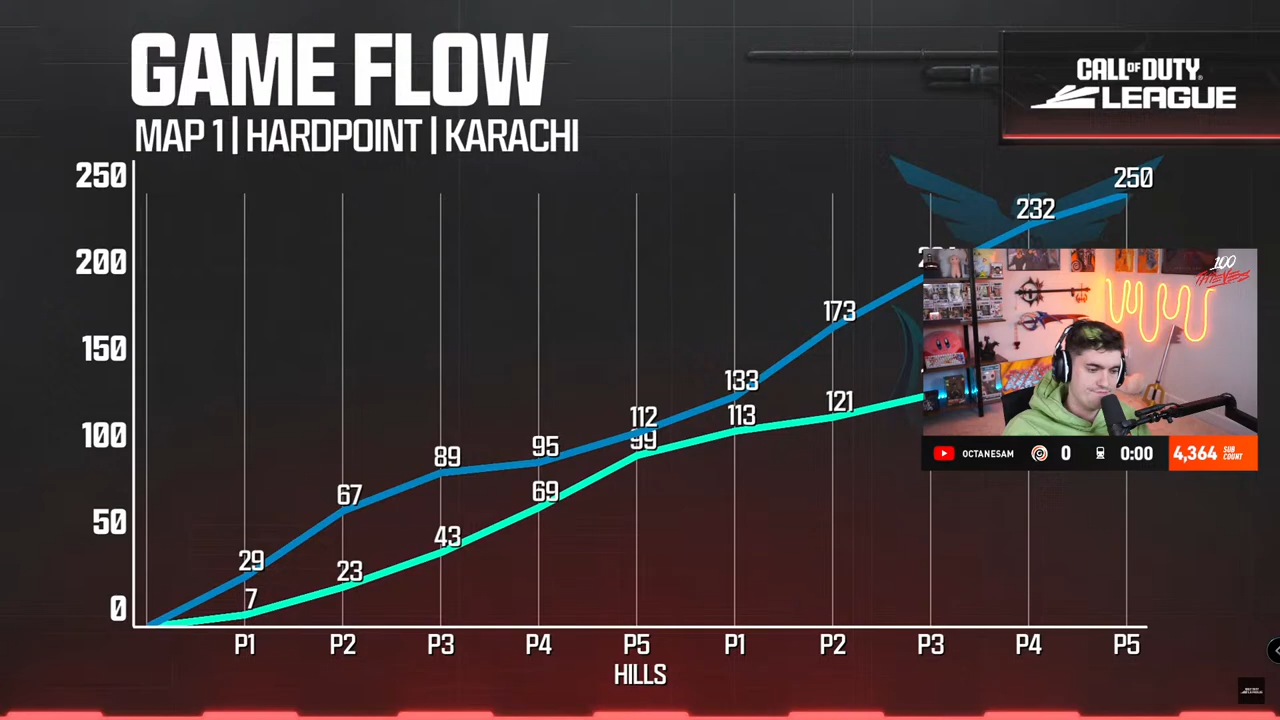 GAME FLOW
MAP 1 | HARDPOINT | KARACHI
CALL OF DUTY
LEAGUE
250
200
150
100
50
0
29 67 89 95 112 133 173 232 250
7 23 43 69 99 113 121
P1 P2 P3 P4 P5 P1 P2 P3 P4 P5
HILLS
100
THIEVES
OCTANESAM 0 0:00 4,364 SUB COUNT